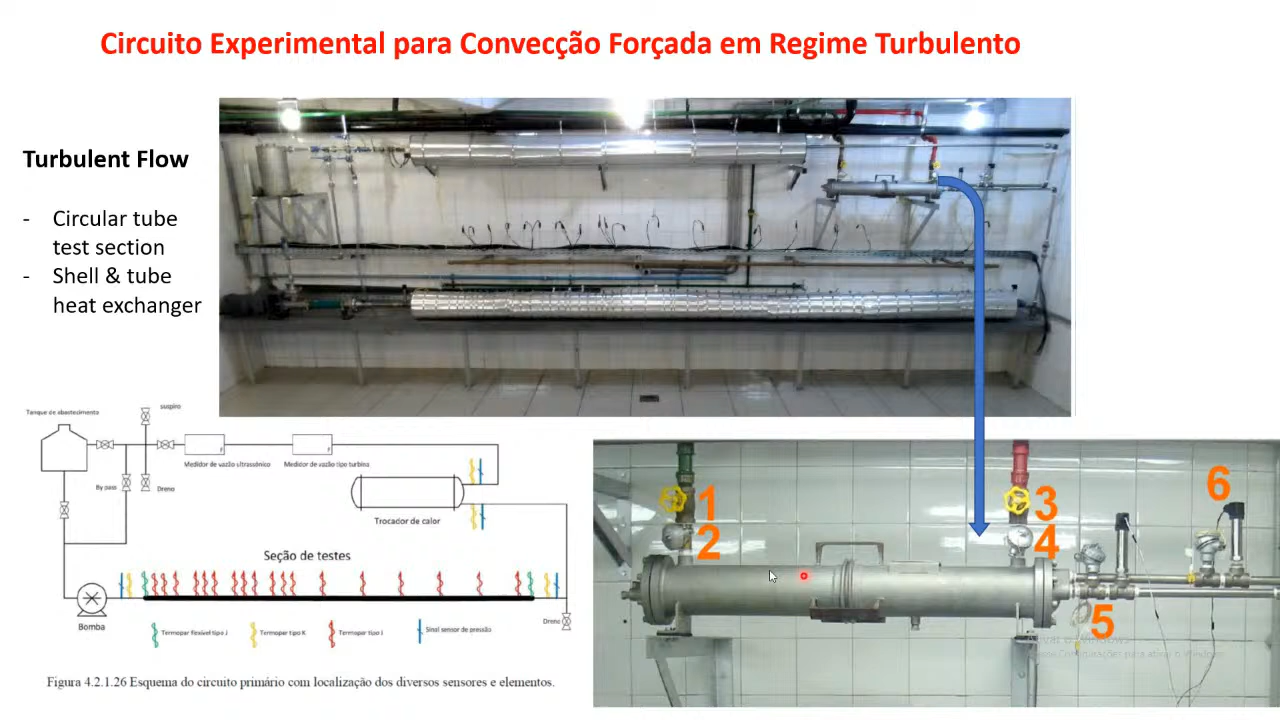 Circuito Experimental para Convecção Forçada em Regime Turbulento
Turbulent Flow
- Circular tube
test section
- Shell & tube
heat exchanger
Tanque de abastecimento
suspiro
Medidor de vazão ultrassônico
Medidor de vazão tipo turbina
By pass
Dreno
Trocador de calor
Seção de testes
Bomba
Dreno
Termopar flexível tipo J
Termopar tipo K
Termopar tipo J
Sinal sensor de pressão
Figura 4.2.1.26 Esquema do circuito primário com localização dos diversos sensores e elementos.
1
2
3
4
5
6